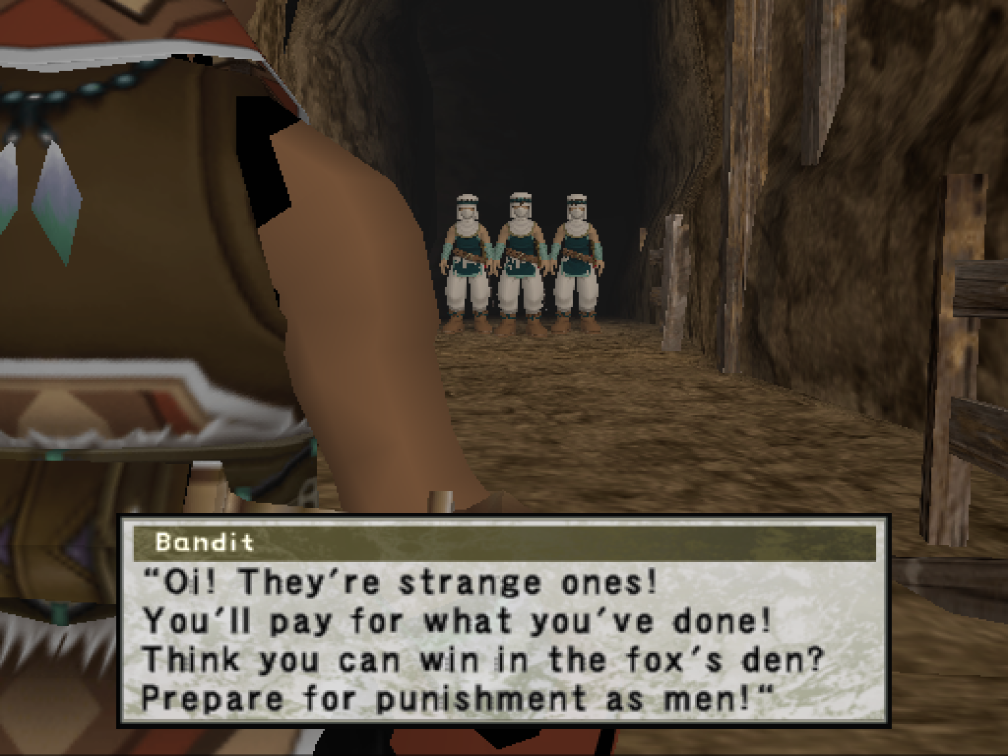 Bandit
“Oi! They're strange ones!
You'll pay for what you've done!
Think you can win in the fox's den?
Prepare for punishment as men!“